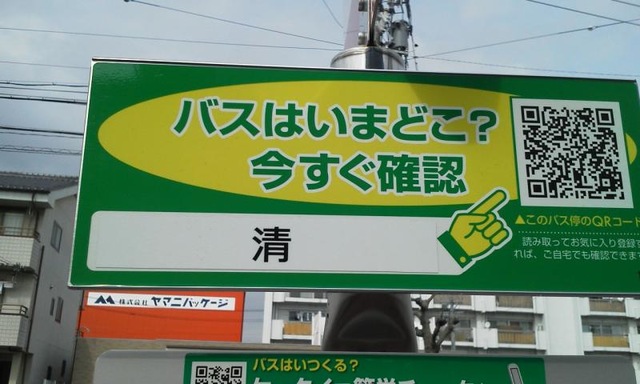 バスはいまどこ?
今すぐ確認
▲このバス停のQRコード
読み取ってお気に入り登録
れば、ご自宅でも確認できま
清
株式会社 ヤマニパッケージ
バスはいつくる?